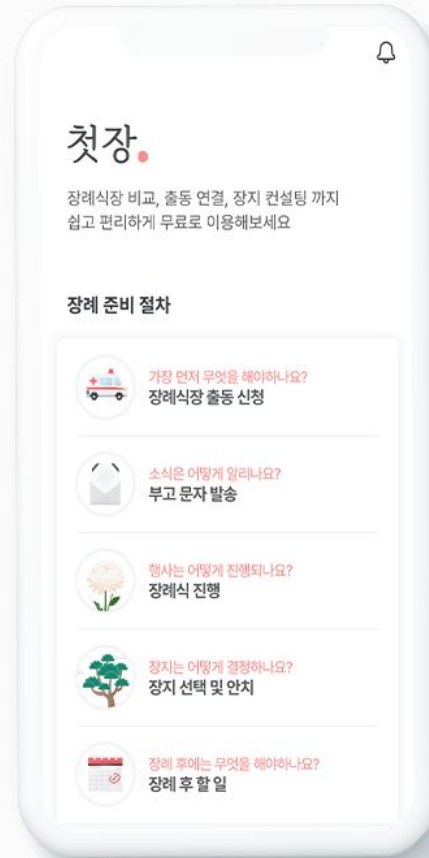 첫장.
장례식장 비교, 출동 연결, 장지 컨설팅 까지
쉽고 편리하게 무료로 이용해보세요
장례 준비 절차
가장 먼저 무엇을 해야하나요?
장례식장 출동 신청
소식은 어떻게 알리나요?
부고 문자 발송
행사는 어떻게 진행되나요?
장례식 진행
장지는 어떻게 결정하나요?
장지 선택 및 안치
장례 후에는 무엇을 해야하나요?
장례 후 할 일